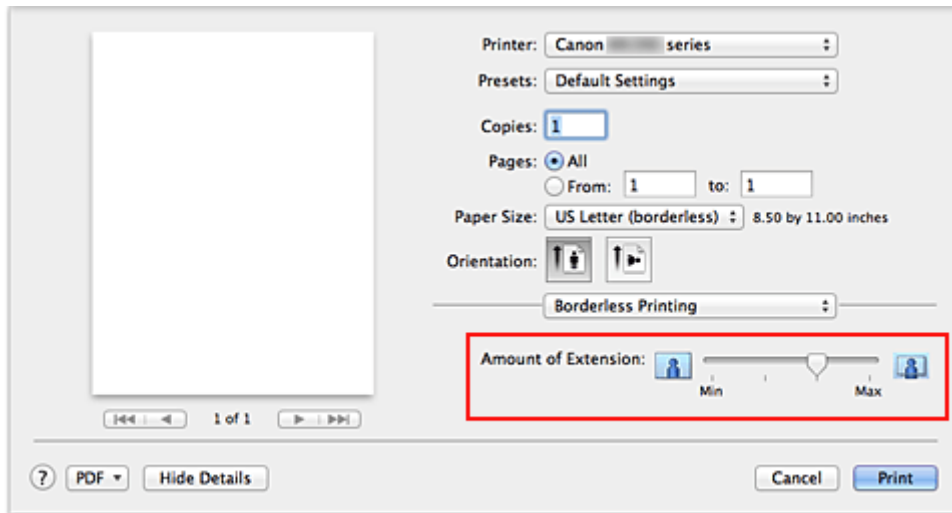 Printer: Canon series
Presets: Default Settings
Copies: 1
Pages: All
From: 1 to: 1
Paper Size: US Letter (borderless) 8.50 by 11.00 inches
Orientation:
Borderless Printing
Amount of Extension:
Min Max
1 of 1
? PDF Hide Details Cancel Print